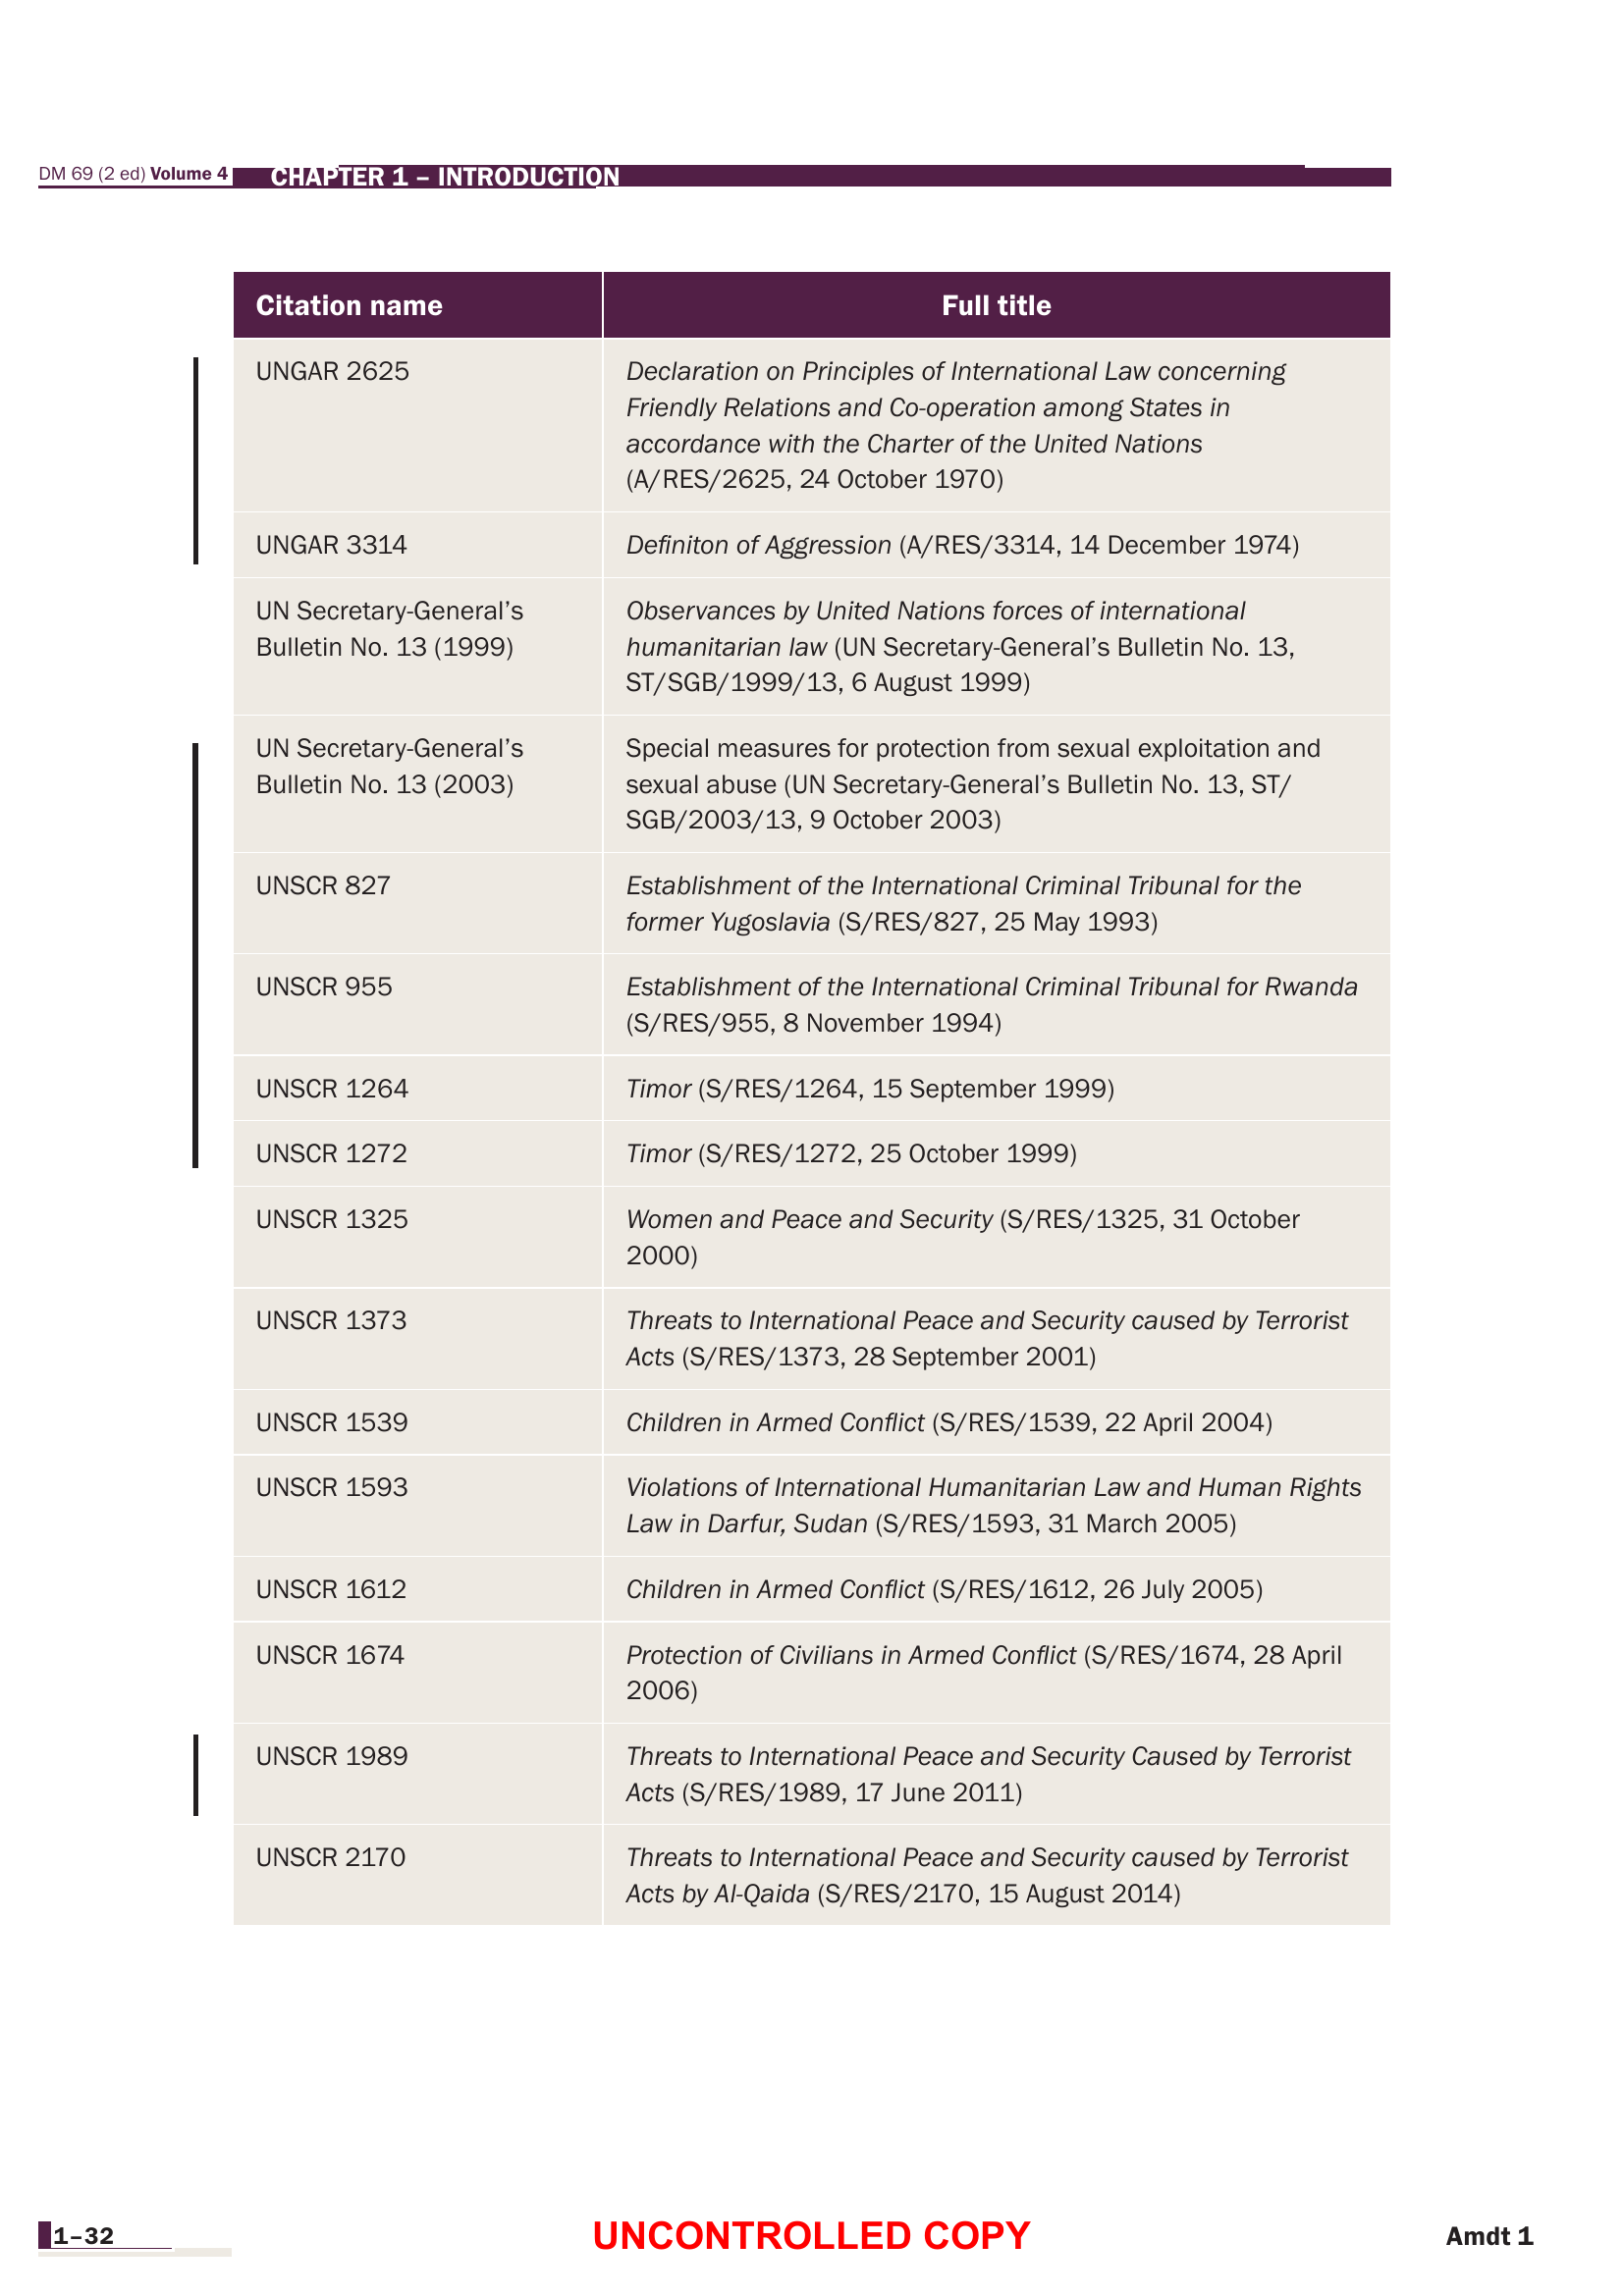 DM 69 (2 ed) Volume 4
CHAPTER 1 – INTRODUCTION
Citation name
Full title
UNGAR 2625
Declaration on Principles of International Law concerning
Friendly Relations and Co-operation among States in
accordance with the Charter of the United Nations
(A/RES/2625, 24 October 1970)
UNGAR 3314
Definiton of Aggression (A/RES/3314, 14 December 1974)
UN Secretary-General’s
Bulletin No. 13 (1999)
Observances by United Nations forces of international
humanitarian law (UN Secretary-General’s Bulletin No. 13,
ST/SGB/1999/13, 6 August 1999)
UN Secretary-General’s
Bulletin No. 13 (2003)
Special measures for protection from sexual exploitation and
sexual abuse (UN Secretary-General’s Bulletin No. 13, ST/
SGB/2003/13, 9 October 2003)
UNSCR 827
Establishment of the International Criminal Tribunal for the
former Yugoslavia (S/RES/827, 25 May 1993)
UNSCR 955
Establishment of the International Criminal Tribunal for Rwanda
(S/RES/955, 8 November 1994)
UNSCR 1264
Timor (S/RES/1264, 15 September 1999)
UNSCR 1272
Timor (S/RES/1272, 25 October 1999)
UNSCR 1325
Women and Peace and Security (S/RES/1325, 31 October
2000)
UNSCR 1373
Threats to International Peace and Security caused by Terrorist
Acts (S/RES/1373, 28 September 2001)
UNSCR 1539
Children in Armed Conflict (S/RES/1539, 22 April 2004)
UNSCR 1593
Violations of International Humanitarian Law and Human Rights
Law in Darfur, Sudan (S/RES/1593, 31 March 2005)
UNSCR 1612
Children in Armed Conflict (S/RES/1612, 26 July 2005)
UNSCR 1674
Protection of Civilians in Armed Conflict (S/RES/1674, 28 April
2006)
UNSCR 1989
Threats to International Peace and Security Caused by Terrorist
Acts (S/RES/1989, 17 June 2011)
UNSCR 2170
Threats to International Peace and Security caused by Terrorist
Acts by Al-Qaida (S/RES/2170, 15 August 2014)
1–32
UNCONTROLLED COPY
Amdt 1